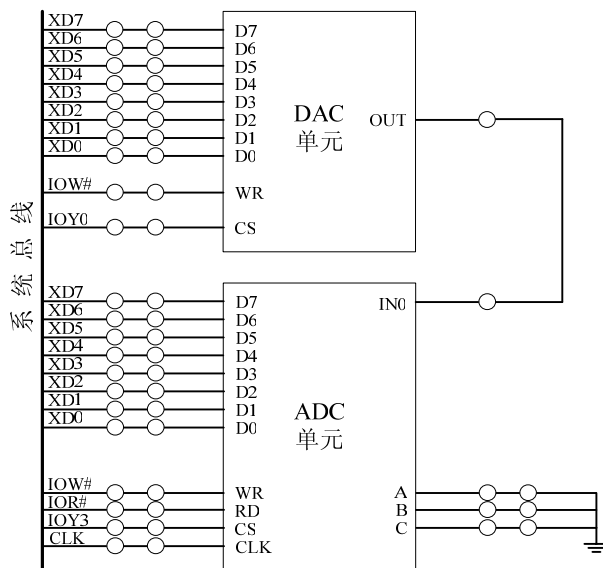 系统总线
XD7
XD6
XD5
XD4
XD3
XD2
XD1
XD0
IOW#
IOY0
D7
D6
D5
D4
D3
D2
D1
D0
WR
CS
DAC
单元
OUT
XD7
XD6
XD5
XD4
XD3
XD2
XD1
XD0
IOW#
IOR#
IOY3
CLK
D7
D6
D5
D4
D3
D2
D1
D0
WR
RD
CS
CLK
ADC
单元
IN0
A
B
C